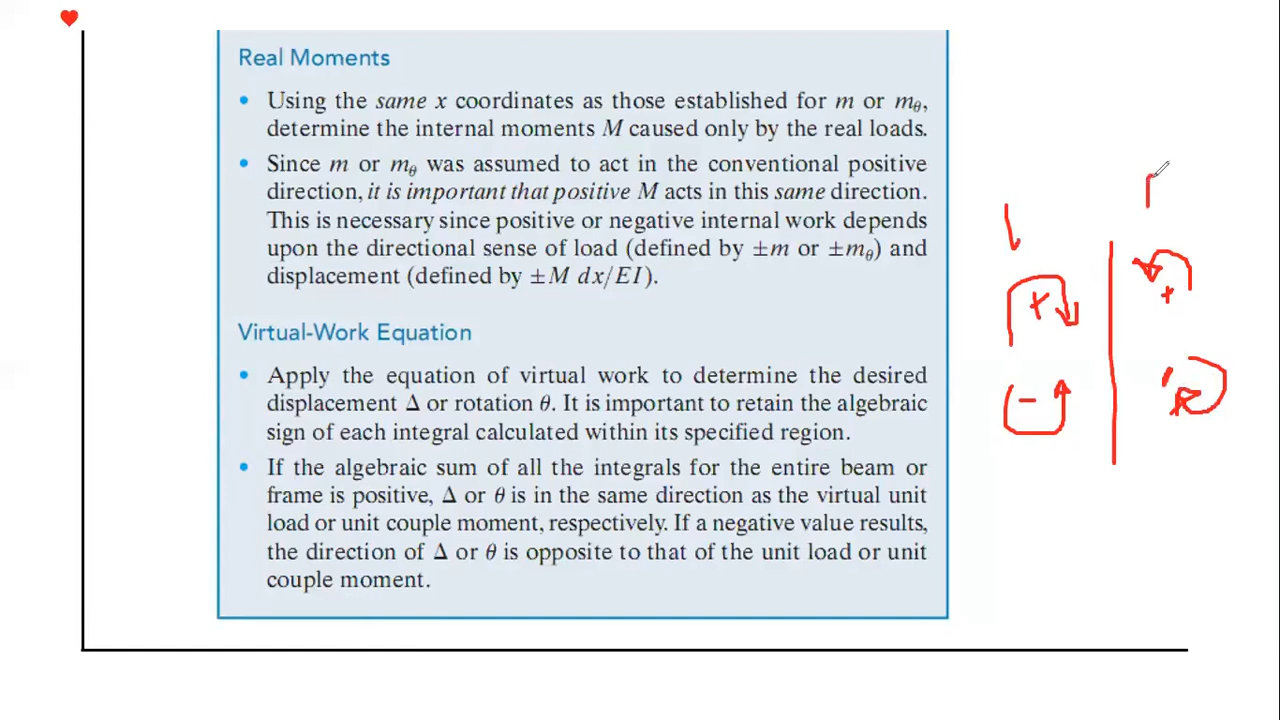 Real Moments
• Using the same x coordinates as those established for m or mθ,
determine the internal moments M caused only by the real loads.
• Since m or mθ was assumed to act in the conventional positive
direction, it is important that positive M acts in this same direction.
This is necessary since positive or negative internal work depends
upon the directional sense of load (defined by ±m or ±mθ) and
displacement (defined by ±M dx/EI).
Virtual-Work Equation
• Apply the equation of virtual work to determine the desired
displacement Δ or rotation θ. It is important to retain the algebraic
sign of each integral calculated within its specified region.
• If the algebraic sum of all the integrals for the entire beam or
frame is positive, Δ or θ is in the same direction as the virtual unit
load or unit couple moment, respectively. If a negative value results,
the direction of Δ or θ is opposite to that of the unit load or unit
couple moment.
+
+
-